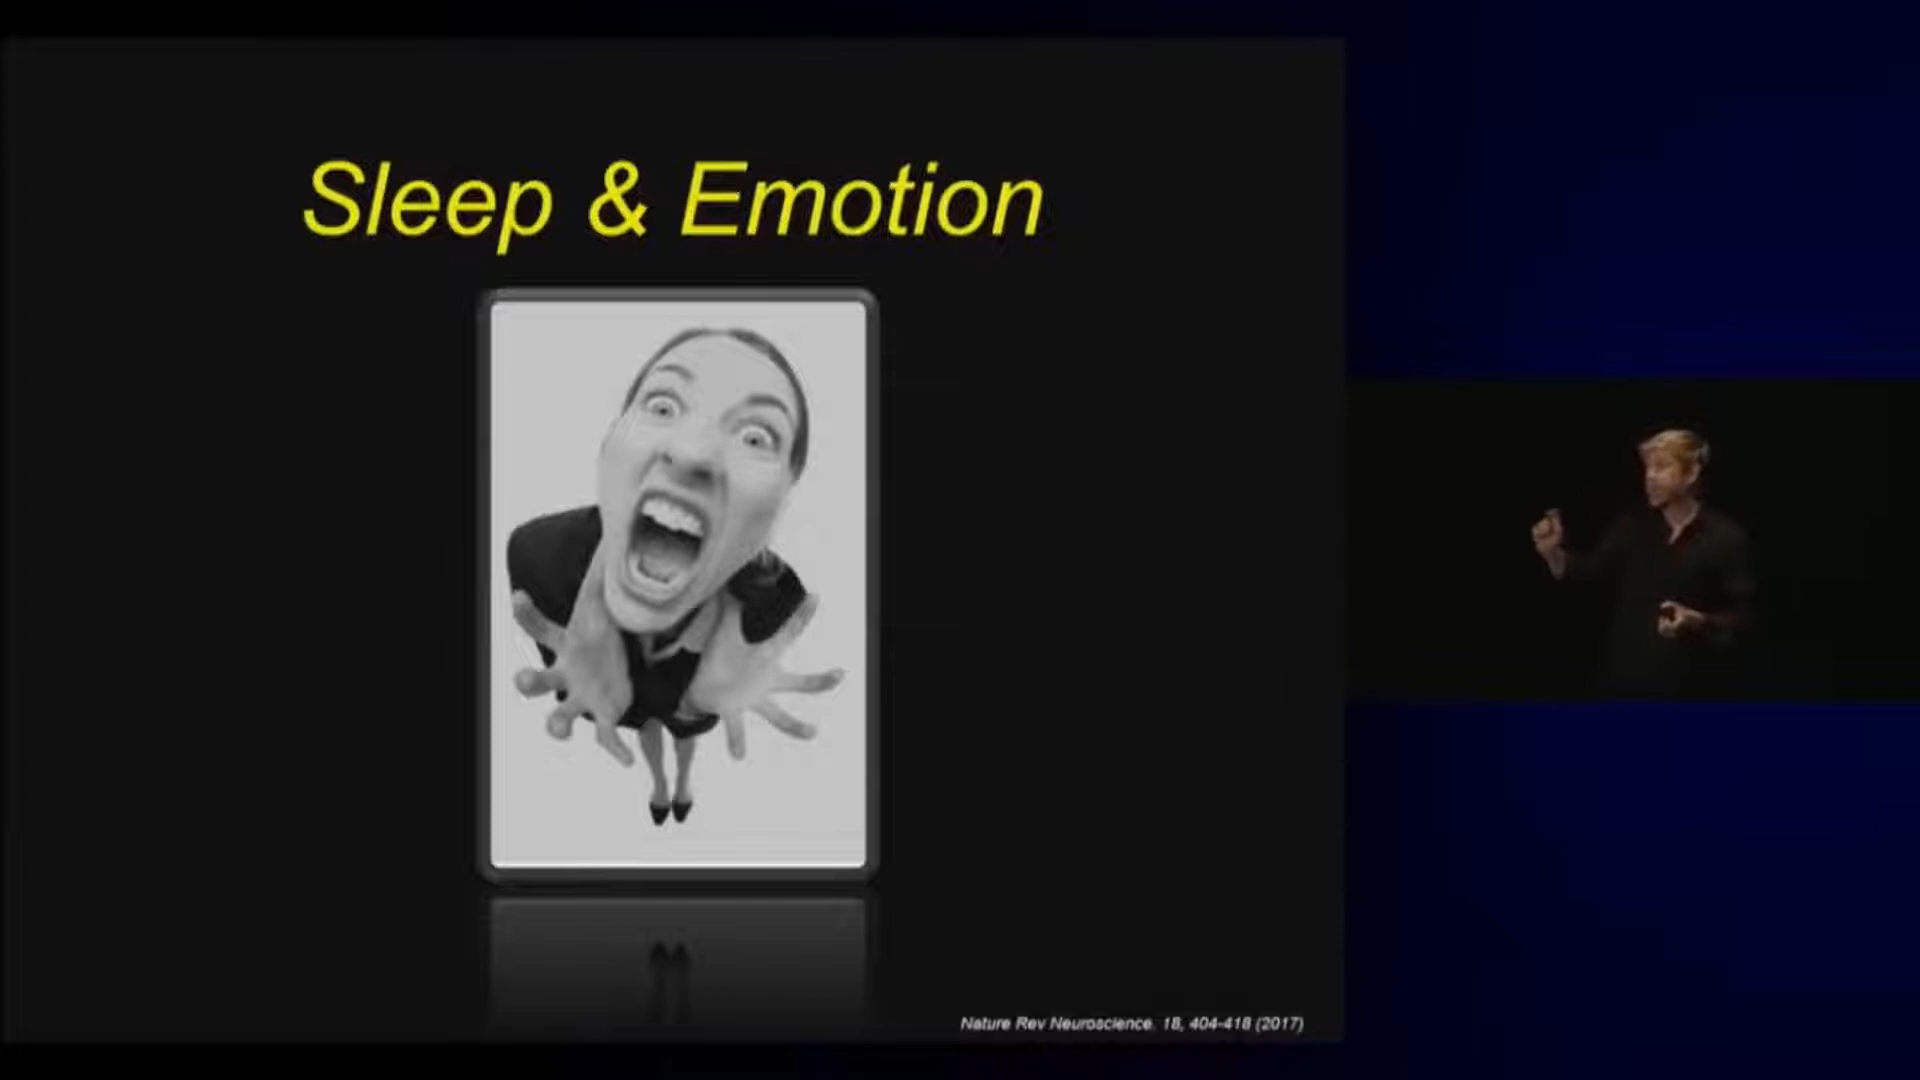 Sleep & Emotion
Nature Rev Neuroscience. 18, 404-418 (2017)